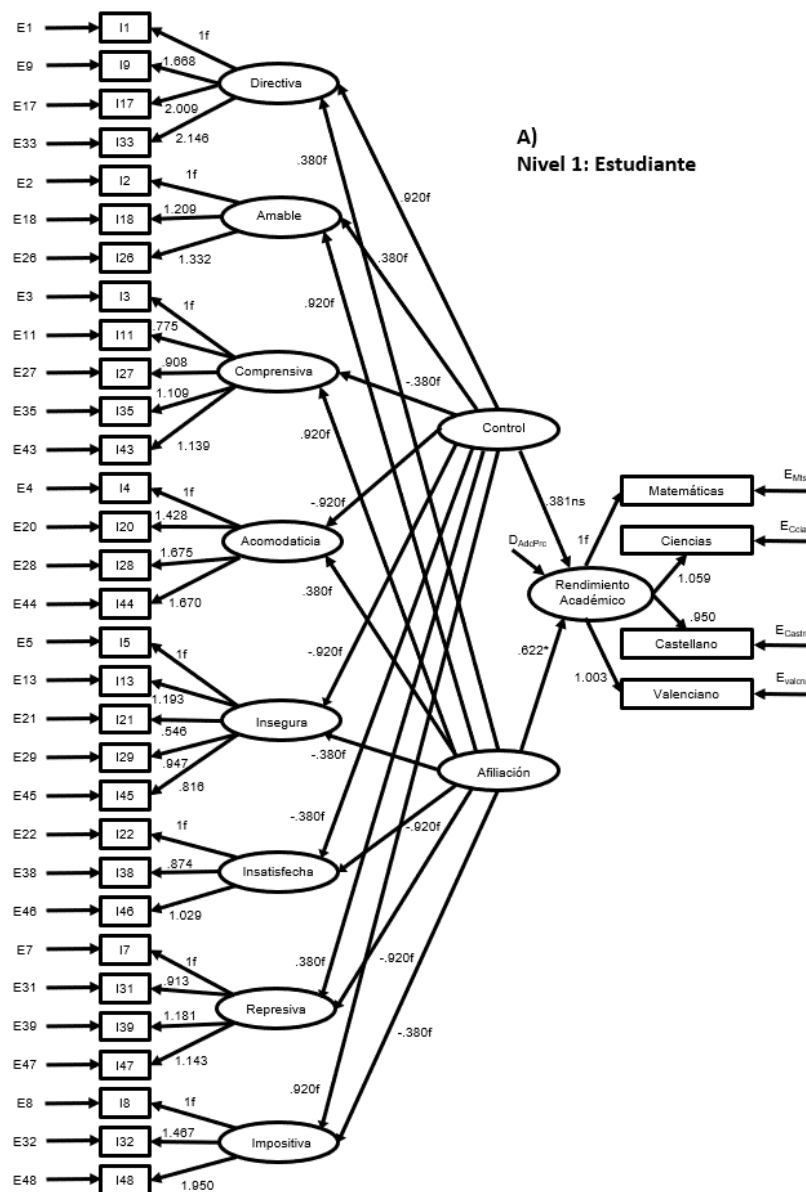 A)
Nivel 1: Estudiante
E1 I1 1f
E9 I9 1.668
E17 I17 2.009
E33 I33 2.146
Directiva
E2 I2 1f
E18 I18 1.209
E26 I26 1.332
Amable
E3 I3 1f
E11 I11 .775
E27 I27 .908
E35 I35 1.109
E43 I43 1.139
Comprensiva
E4 I4 1f
E20 I20 1.428
E28 I28 1.675
E44 I44 1.670
Acomodaticia
E5 I5 1f
E13 I13 1.193
E21 I21 .546
E29 I29 .947
E45 I45 .816
Insegura
E22 I22 1f
E38 I38 .874
E46 I46 1.029
Insatisfecha
E7 I7 1f
E31 I31 .913
E39 I39 1.181
E47 I47 1.143
Represiva
E8 I8 1f
E32 I32 1.467
E48 I48 1.950
Impositiva
.380f
.920f
.380f
.920f
-.380f
.920f
-.920f
.380f
-.920f
-.380f
-.380f
-.920f
.380f
-.920f
-.380f
.920f
Control
Afiliación
.381ns
.622*
D
Rendimiento
Académico
1f
1.059
.950
1.003
Matemáticas
Ciencias
Castellano
Valenciano
E
E
E
E